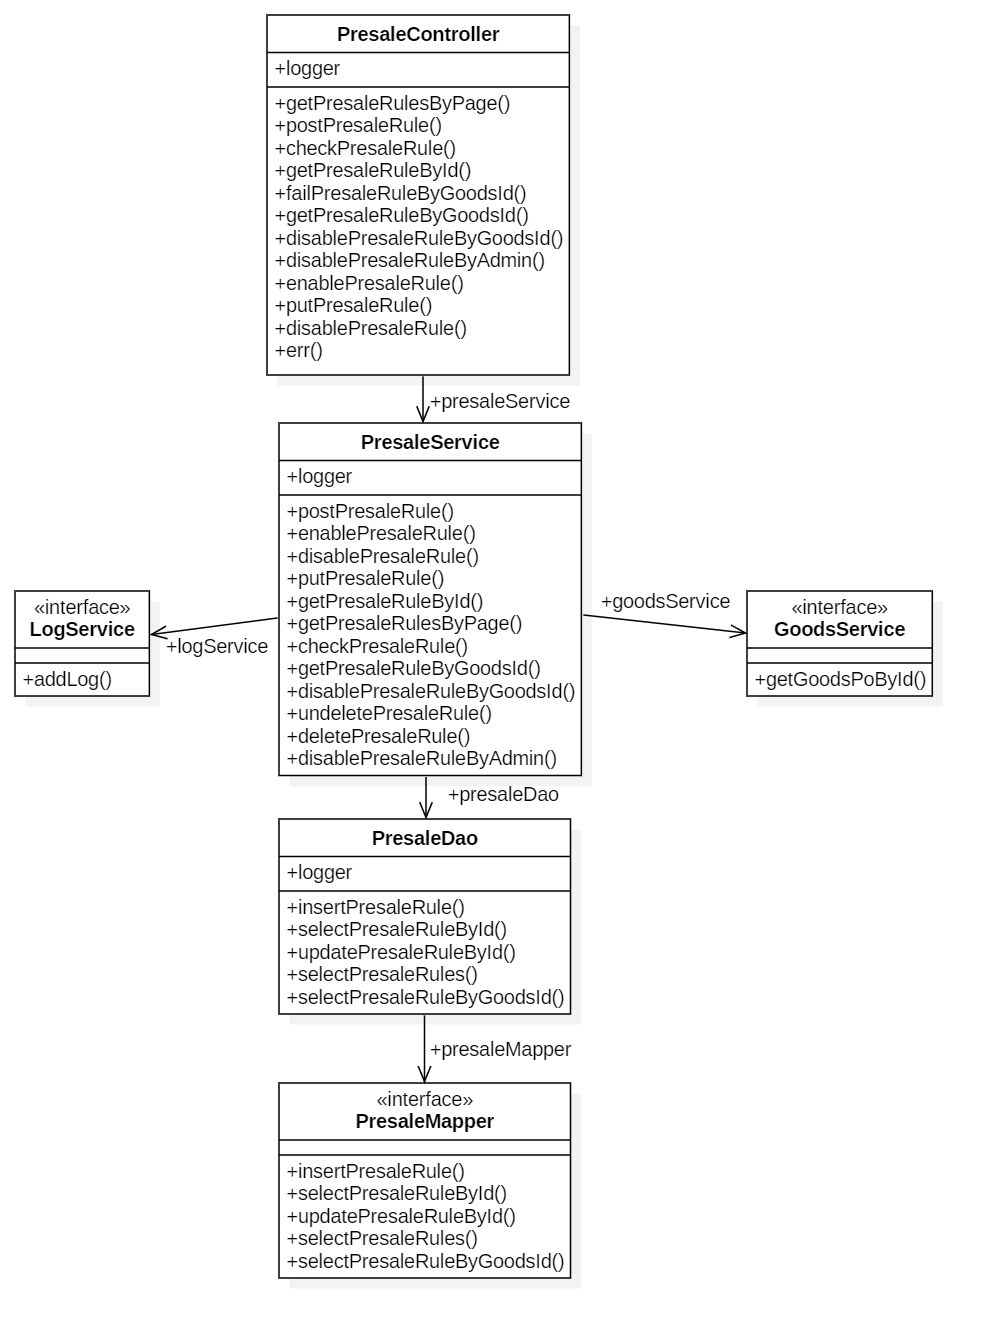 PresaleController
+logger
+getPresaleRulesByPage()
+postPresaleRule()
+checkPresaleRule()
+getPresaleRuleById()
+failPresaleRuleByGoodsId()
+getPresaleRuleByGoodsId()
+disablePresaleRuleByGoodsId()
+disablePresaleRuleByAdmin()
+enablePresaleRule()
+putPresaleRule()
+disablePresaleRule()
+err()
+presaleService
PresaleService
+logger
+postPresaleRule()
+enablePresaleRule()
+disablePresaleRule()
+putPresaleRule()
+getPresaleRuleById()
+getPresaleRulesByPage()
+checkPresaleRule()
+getPresaleRuleByGoodsId()
+disablePresaleRuleByGoodsId()
+undeletePresaleRule()
+deletePresaleRule()
+disablePresaleRuleByAdmin()
+logService
«interface»
LogService
+addLog()
+goodsService
«interface»
GoodsService
+getGoodsPoById()
+presaleDao
PresaleDao
+logger
+insertPresaleRule()
+selectPresaleRuleById()
+updatePresaleRuleById()
+selectPresaleRules()
+selectPresaleRuleByGoodsId()
+presaleMapper
«interface»
PresaleMapper
+insertPresaleRule()
+selectPresaleRuleById()
+updatePresaleRuleById()
+selectPresaleRules()
+selectPresaleRuleByGoodsId()